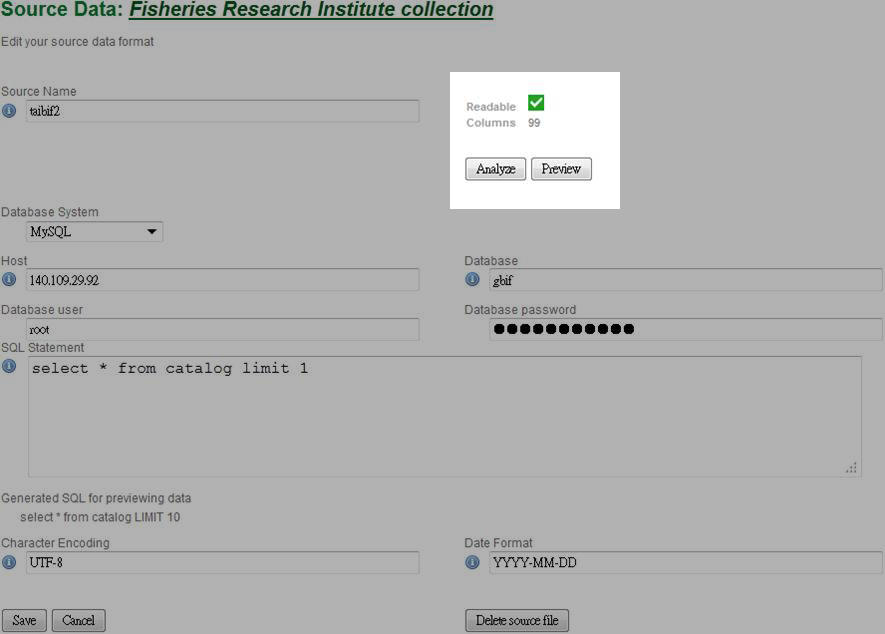 Source Data: Fisheries Research Institute collection
Edit your source data format
Source Name
taibif2
Readable
Columns 99
Analyze Preview
Database System
MySQL
Host
140.109.29.92
Database
gbif
Database user
root
Database password
●●●●●●●●●●●
SQL Statement
select * from catalog limit 1
Generated SQL for previewing data
select * from catalog LIMIT 10
Character Encoding
UTF-8
Date Format
YYYY-MM-DD
Save Cancel
Delete source file